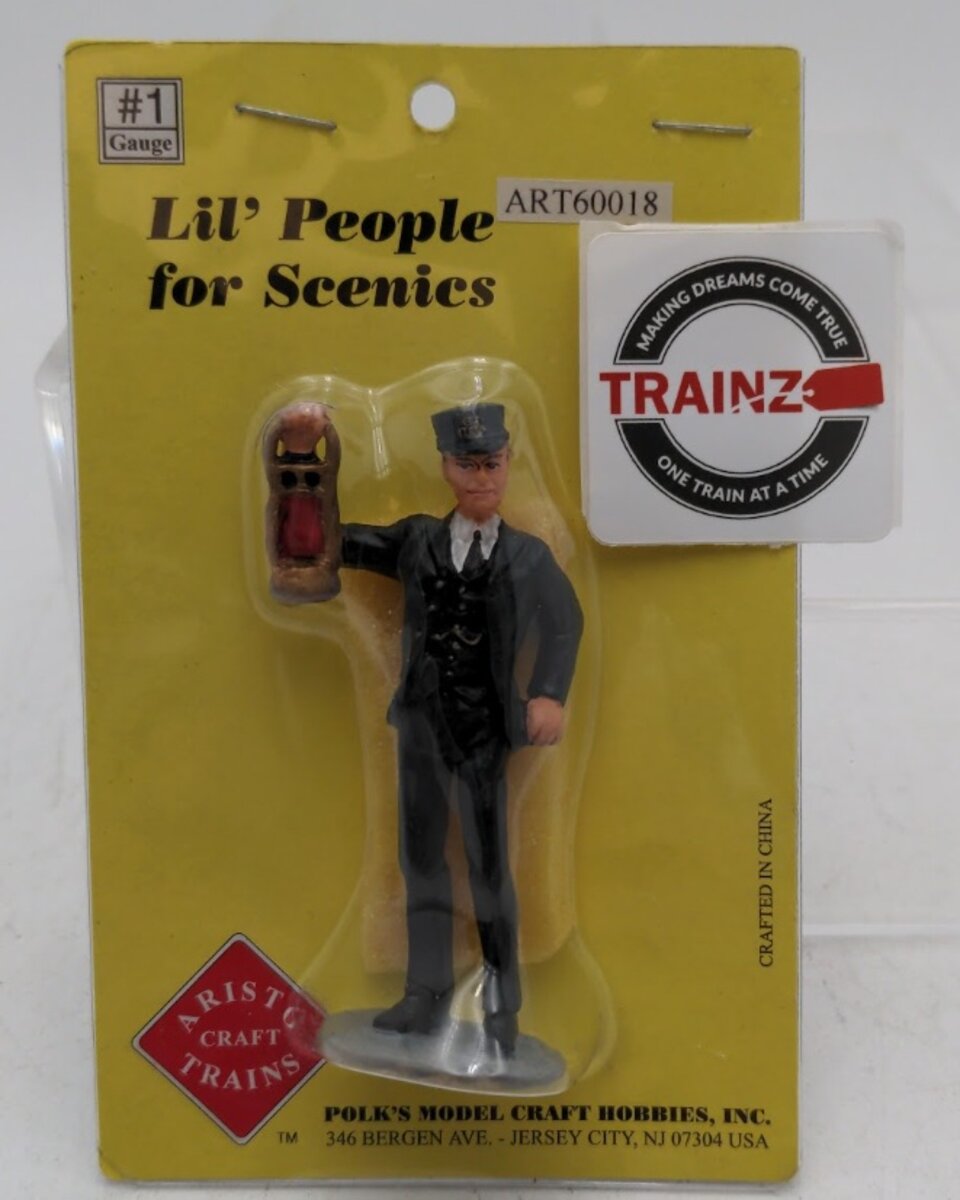 #1
Gauge
Lil' People
for Scenics
ART60018
MAKING DREAMS COME TRUE
TRAINZ
ONE TRAIN AT A TIME
CRAFTED IN CHINA
ARISTO
CRAFT
TRAINS
TM
POLK'S MODEL CRAFT HOBBIES, INC.
346 BERGEN AVE. - JERSEY CITY, NJ 07304 USA